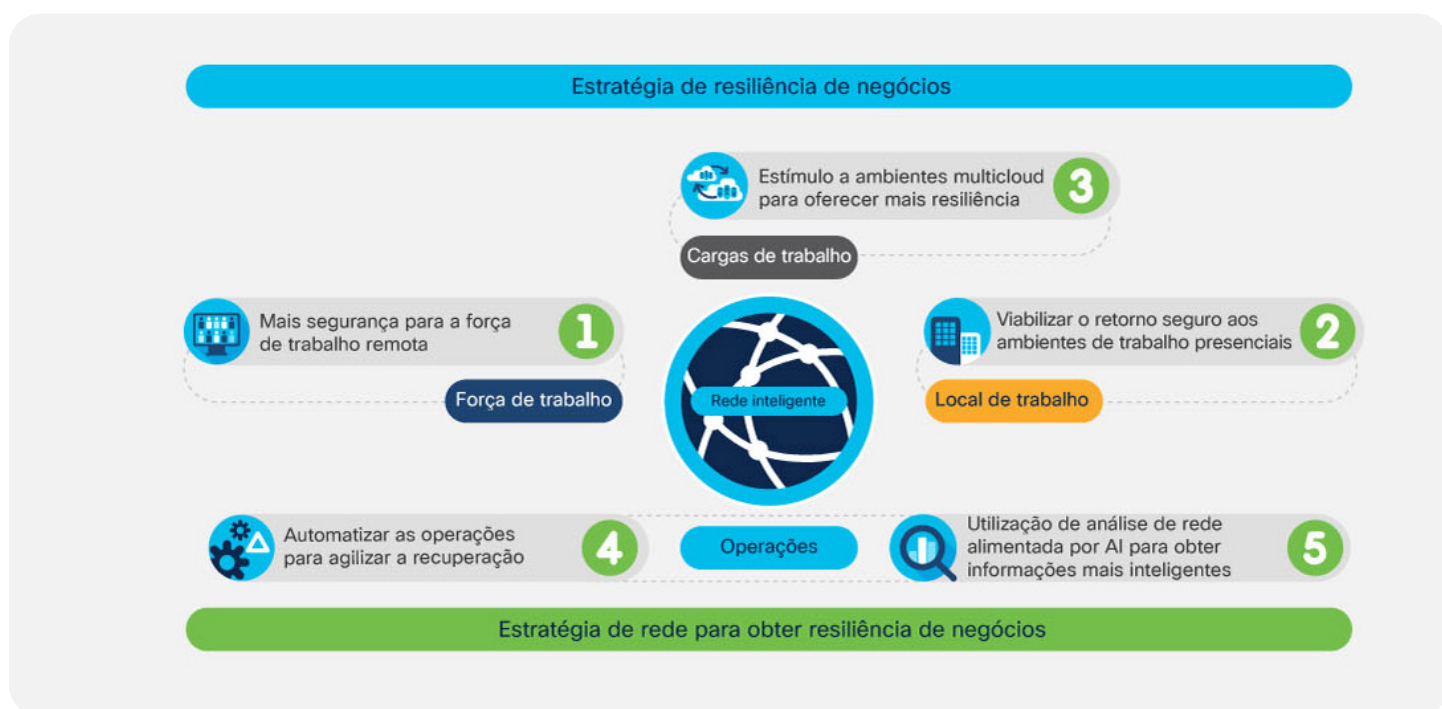 Estratégia de resiliência de negócios
Estímulo a ambientes multicloud
para oferecer mais resiliência
3
Cargas de trabalho
Mais segurança para a força
de trabalho remota
1
Força de trabalho
Rede inteligente
Viabilizar o retorno seguro aos
ambientes de trabalho presenciais
2
Local de trabalho
Automatizar as operações
para agilizar a recuperação
4
Operações
Utilização de análise de rede
alimentada por AI para obter
informações mais inteligentes
5
Estratégia de rede para obter resiliência de negócios